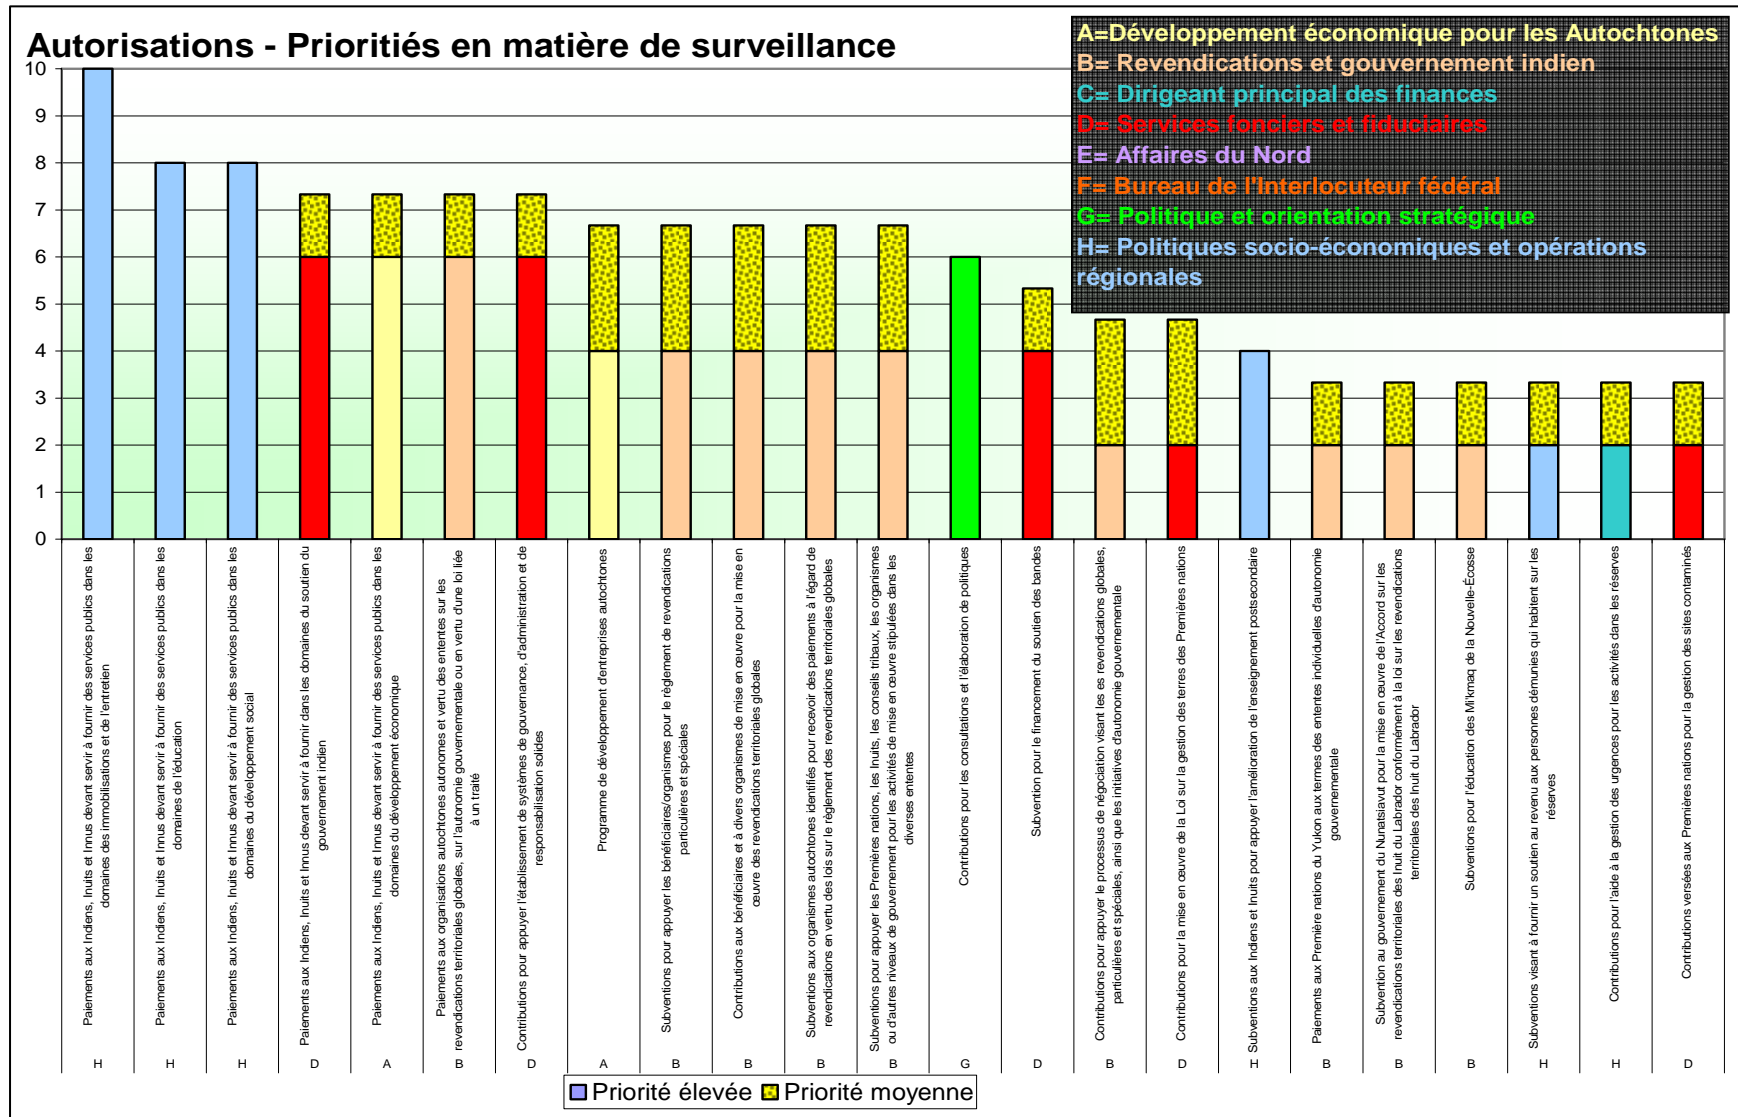 Autorisations - Prioritiés en matière de surveillance
A=Développement économique pour les Autochtones
B= Revendications et gouvernement indien
C= Dirigeant principal des finances
D= Services fonciers et fiduciaires
E= Affaires du Nord
F= Bureau de l'Interlocuteur fédéral
G= Politique et orientation stratégique
H= Politiques socio-économiques et opérations
régionales
10
9
8
7
6
5
4
3
2
1
0
Paiements aux Indiens, Inuits et Innus devant servir à fournir des services publics dans les
domaines des immobilisations et de l'entretien
Paiements aux Indiens, Inuits et Innus devant servir à fournir des services publics dans les
domaines de l'éducation
Paiements aux Indiens, Inuits et Innus devant servir à fournir des services publics dans les
domaines du développement social
Paiements aux Indiens, Inuits et Innus devant servir à fournir dans les domaines du soutien du
gouvernement indien
Paiements aux Indiens, Inuits et Innus devant servir à fournir des services publics dans les
domaines du développement économique
Paiements aux organisations autochtones autonomes et vertu des ententes sur les
revendications territoriales globales, sur l'autonomie gouvernementale ou en vertu d'une loi liée
à un traité
Contributions pour appuyer l'établissement de systèmes de gouvernance, d'administration et de
responsabilisation solides
Programme de développement d'entreprises autochtones
Subventions pour appuyer les bénéficiaires/organismes pour le règlement de revendications
particulières et spéciales
Contributions aux bénéficiaires et à divers organismes de mise en œuvre pour la mise en
œuvre des revendications territoriales globales
Subventions aux organismes autochtones identifiés pour recevoir des paiements à l'égard de
revendications en vertu des lois sur le règlement des revendications territoriales globales
Subventions pour appuyer les Premières nations, les Inuits, les conseils tribaux, les organismes
ou d'autres niveaux de gouvernement pour les activités de mise en œuvre stipulées dans les
diverses ententes
Contributions pour les consultations et l'élaboration de politiques
Subvention pour le financement du soutien des bandes
Contributions pour appuyer le processus de négociation visant les es revendications globales,
particulières et spéciales, ainsi que les initiatives d'autonomie gouvernementale
Contributions pour la mise en œuvre de la Loi sur la gestion des terres des Premières nations
Subventions aux Indiens et Inuits pour appuyer l'amélioration de l'enseignement postsecondaire
Paiements aux Première nations du Yukon aux termes des ententes individuelles d'autonomie
gouvernementale
Subvention au gouvernement du Nunatsiavut pour la mise en œuvre de l'Accord sur les
revendications territoriales des Inuit du Labrador conformément à la loi sur les revendications
territoriales des Inuit du Labrador
Subventions pour l'éducation des Mi'kmaq de la Nouvelle-Écosse
Subventions visant à fournir un soutien au revenu aux personnes démunies qui habitent sur les
réserves
Contributions pour l'aide à la gestion des urgences pour les activités dans les réserves
Contributions versées aux Premières nations pour la gestion des sites contaminés
H H H D A B D A B B B B G D B D H B B B H H D
Priorité élevée Priorité moyenne